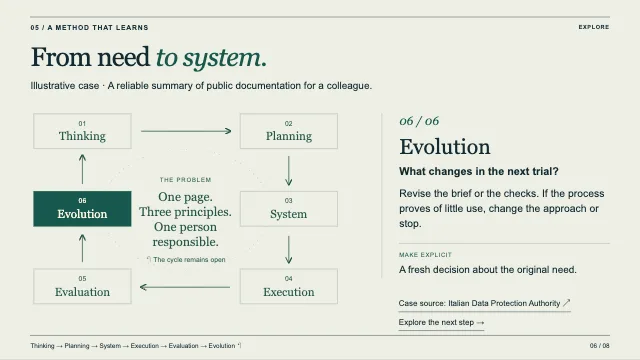 05 / A METHOD THAT LEARNS
EXPLORE
From need to system.
Illustrative case · A reliable summary of public documentation for a colleague.
01
Thinking
02
Planning
06
Evolution
THE PROBLEM
One page.
Three principles.
One person
responsible.
The cycle remains open
03
System
05
Evaluation
04
Execution
06 / 06
Evolution
What changes in the next trial?
Revise the brief or the checks. If the process
proves of little use, change the approach or
stop.
MAKE EXPLICIT
A fresh decision about the original need.
Case source: Italian Data Protection Authority ↗
Explore the next step →
Thinking → Planning → System → Execution → Evaluation → Evolution
06 / 08